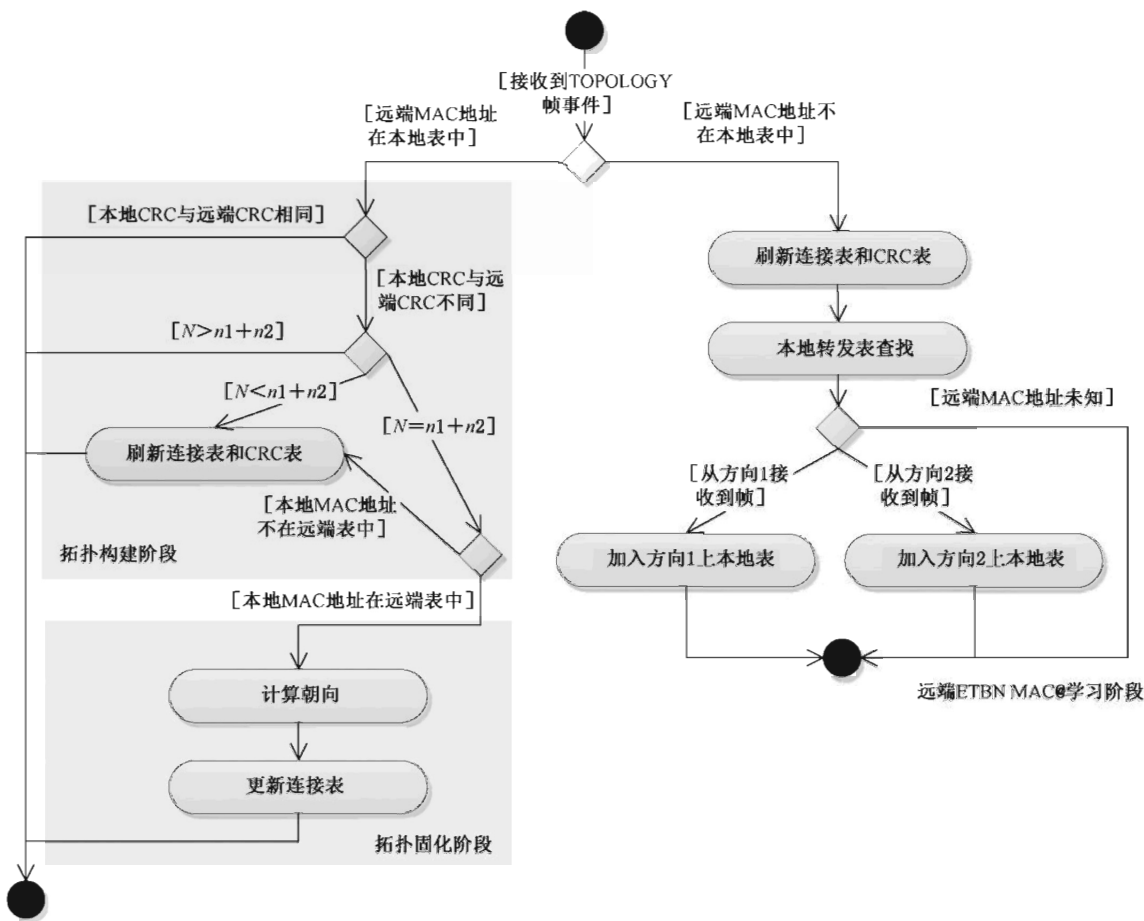 [接收到TOPOLOGY
帧事件]
[远端MAC地址
在本地表中]
[远端MAC地址不
在本地表中]
[本地CRC与远端CRC相同]
[本地CRC与远
端CRC不同]
[N>n1+n2]
[N<n1+n2]
[N=n1+n2]
刷新连接表和CRC表
[本地MAC地址
不在远端表中]
拓扑构建阶段
[本地MAC地址在远端表中]
计算朝向
更新连接表
拓扑固化阶段
刷新连接表和CRC表
本地转发表查找
[远端MAC地址未知]
[从方向1接
收到帧]
[从方向2接
收到帧]
加入方向1上本地表
加入方向2上本地表
远端ETBN MAC@学习阶段